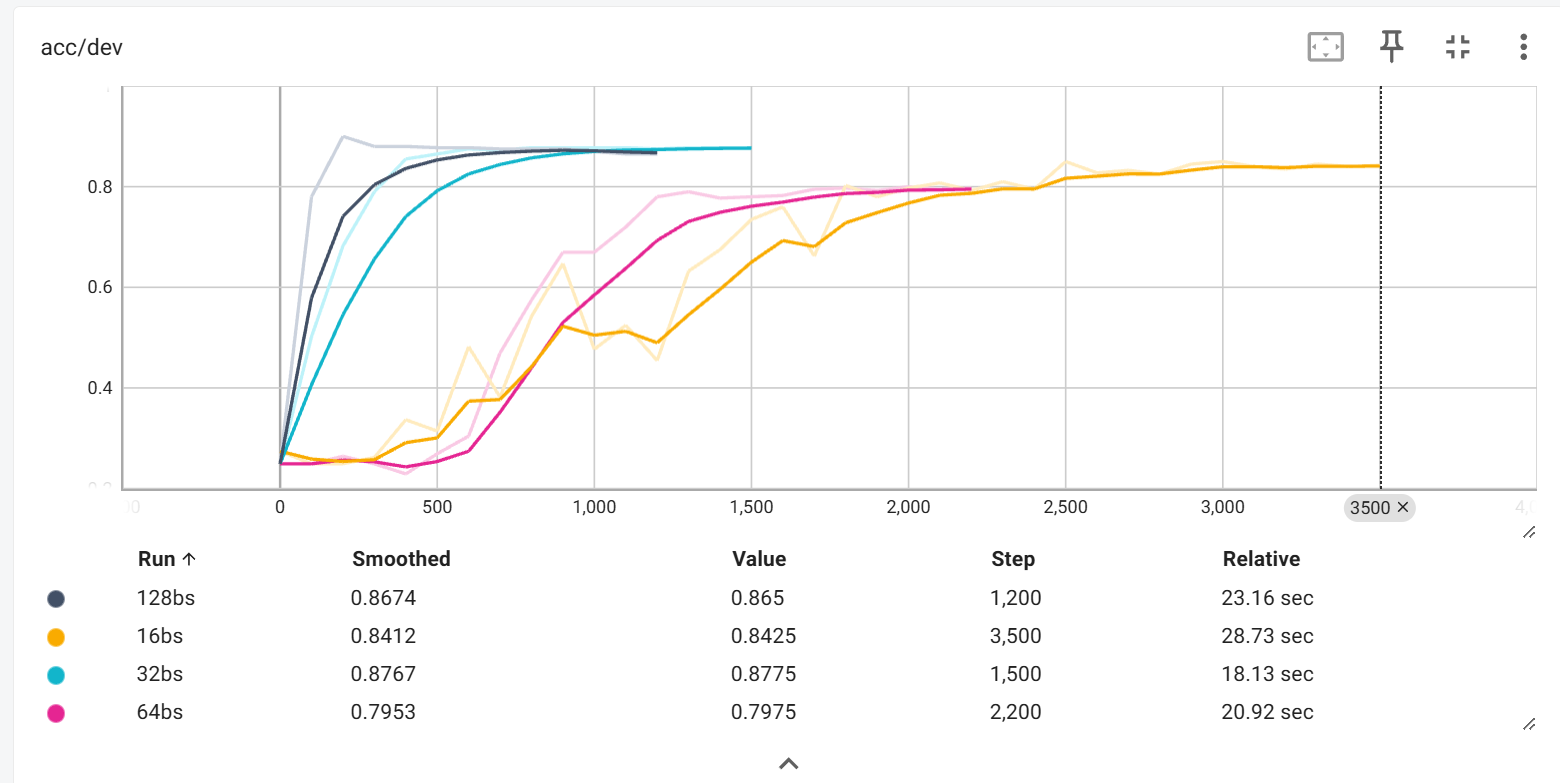 acc/dev
0.8
0.6
0.4
0 500 1,000 1,500 2,000 2,500 3,000 3500 ×
Run ↑ Smoothed Value Step Relative
128bs 0.8674 0.865 1,200 23.16 sec
16bs 0.8412 0.8425 3,500 28.73 sec
32bs 0.8767 0.8775 1,500 18.13 sec
64bs 0.7953 0.7975 2,200 20.92 sec